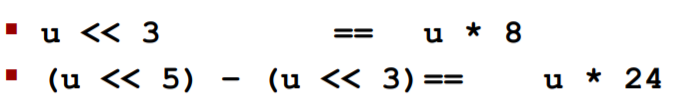 ▪ u << 3 == u * 8
▪ (u << 5) - (u << 3) == u * 24